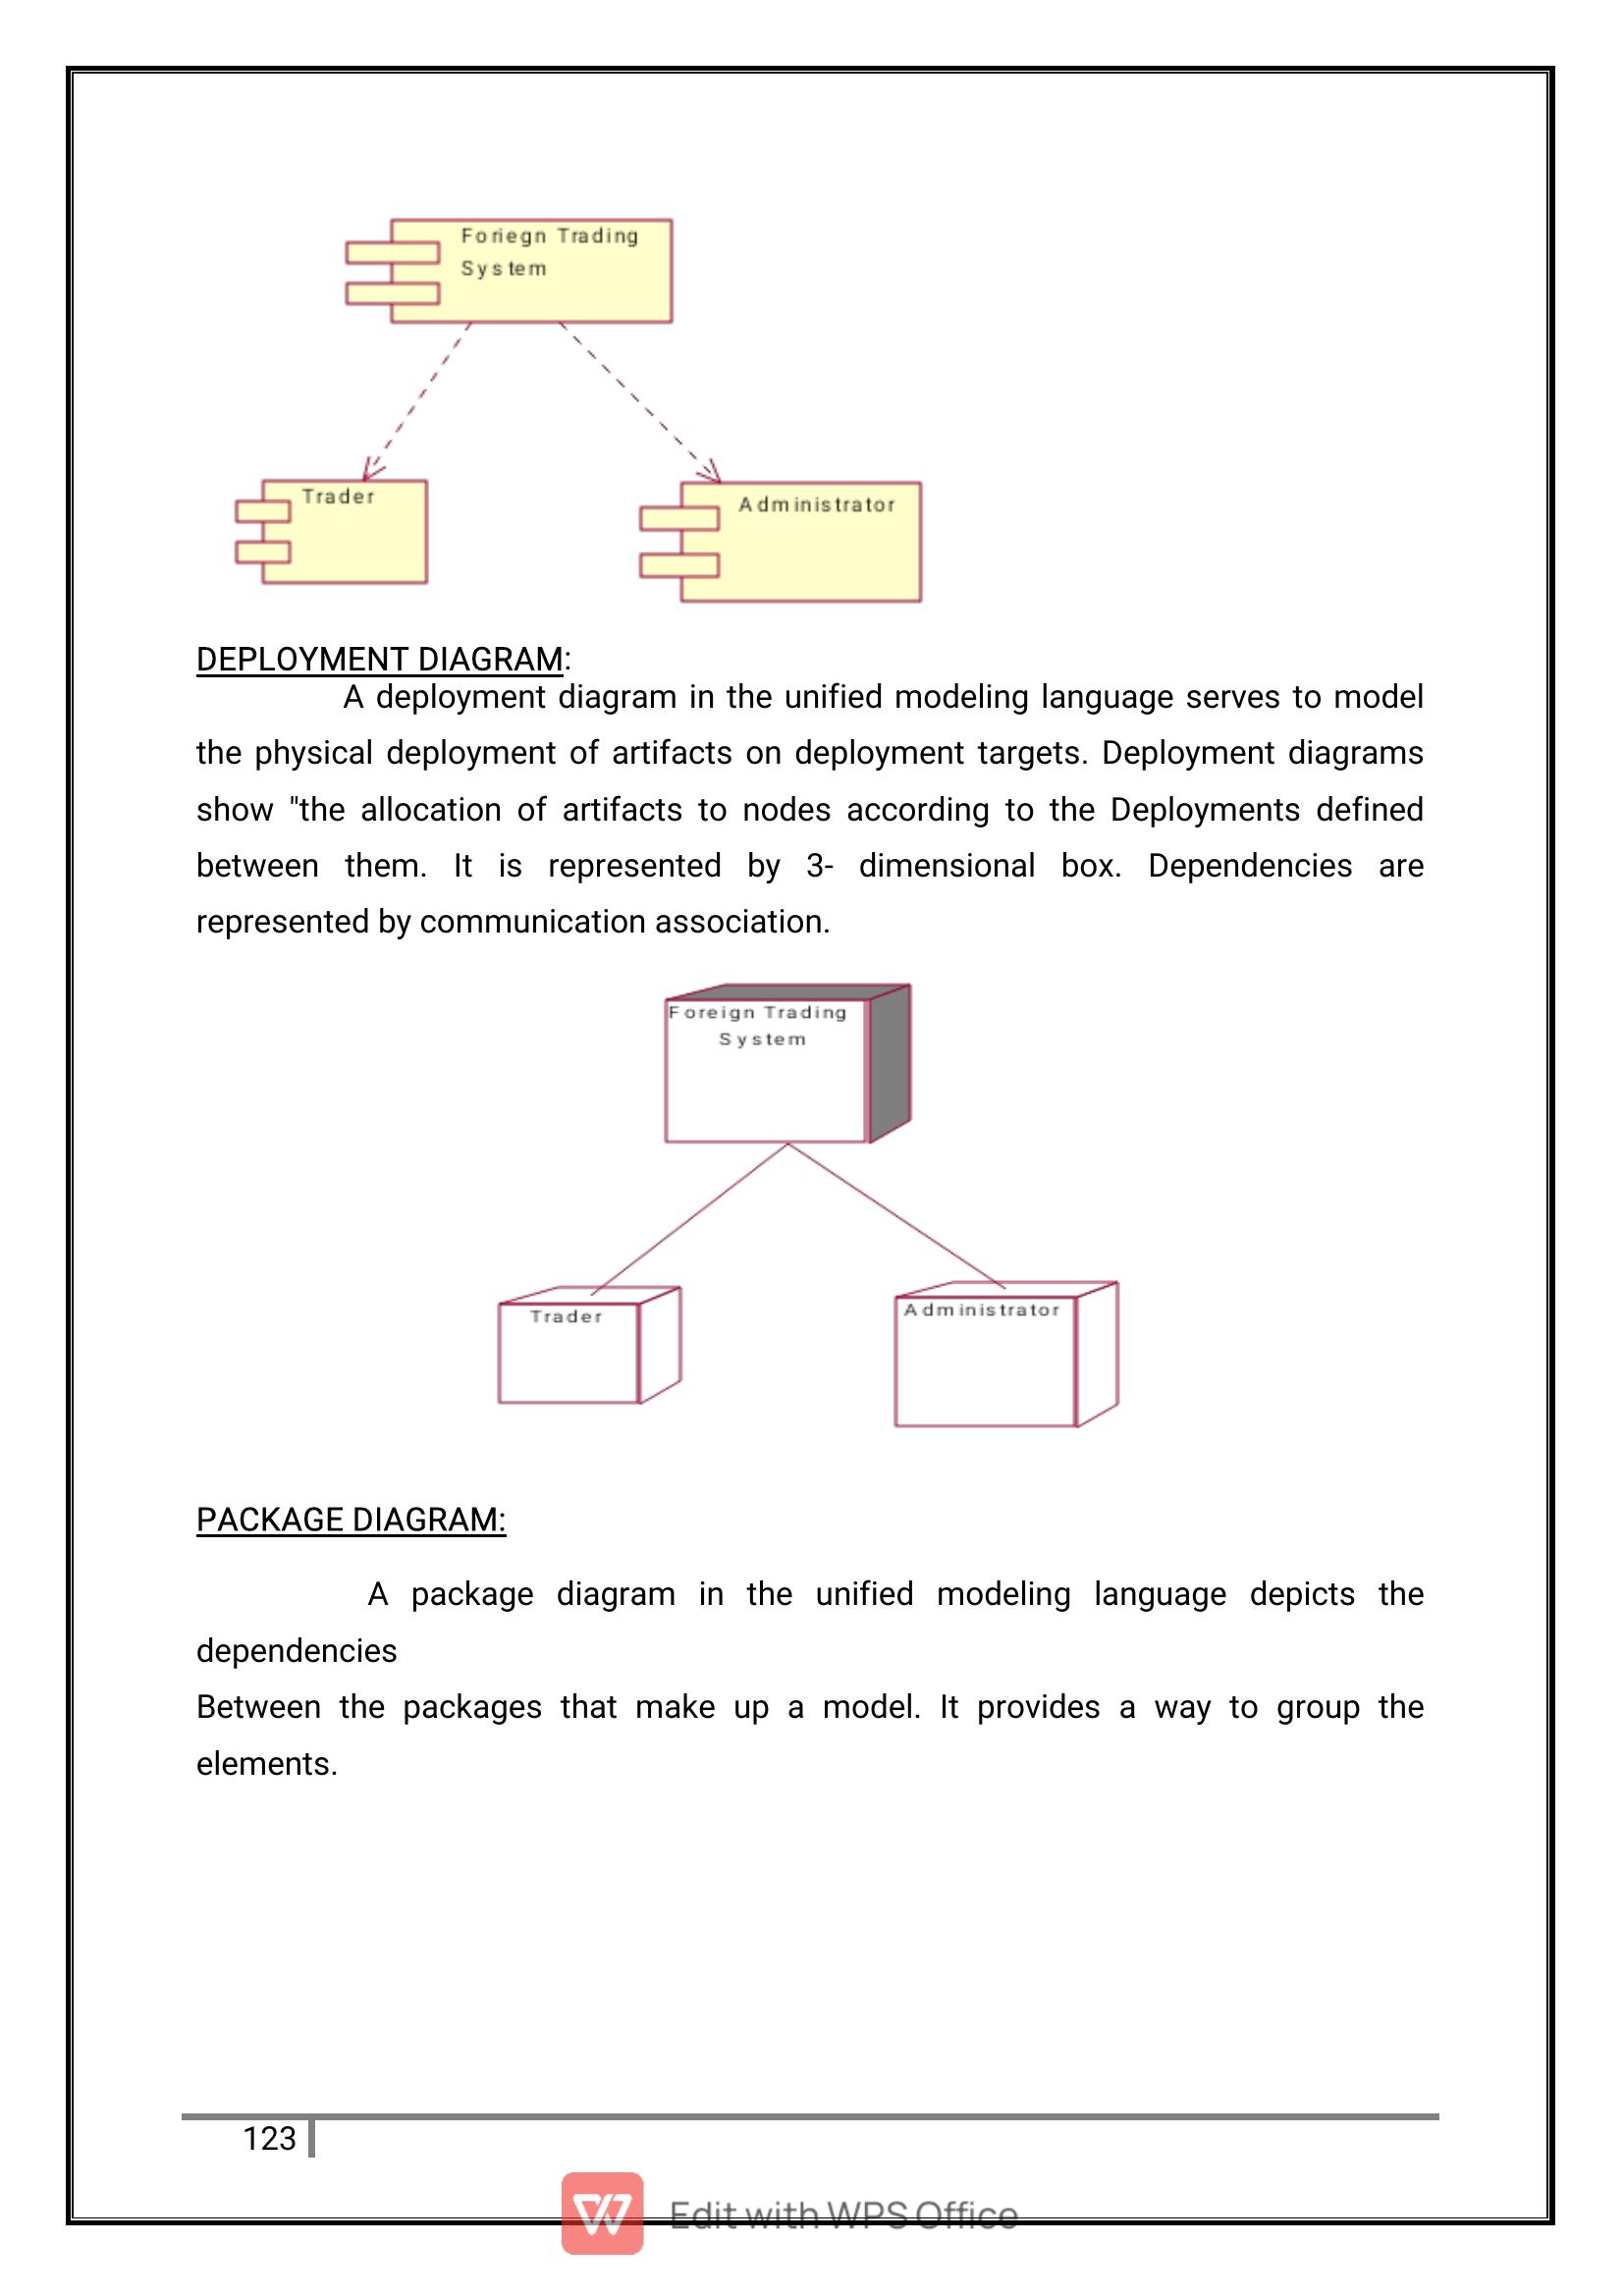 Foriegn Trading
System
Trader
Administrator
DEPLOYMENT DIAGRAM:
A deployment diagram in the unified modeling language serves to model
the physical deployment of artifacts on deployment targets. Deployment diagrams
show "the allocation of artifacts to nodes according to the Deployments defined
between them. It is represented by 3- dimensional box. Dependencies are
represented by communication association.
Foreign Trading
System
Trader
Administrator
PACKAGE DIAGRAM:
A package diagram in the unified modeling language depicts the
dependencies
Between the packages that make up a model. It provides a way to group the
elements.
123
Edit with WPS Office